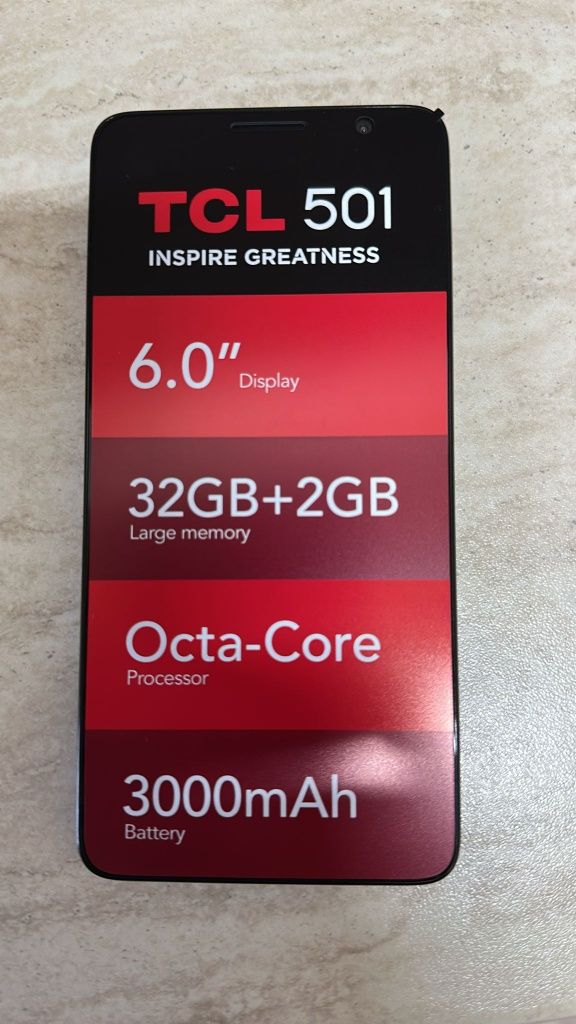 TCL 501
INSPIRE GREATNESS
6.0″ Display
32GB+2GB
Large memory
Octa-Core
Processor
3000mAh
Battery